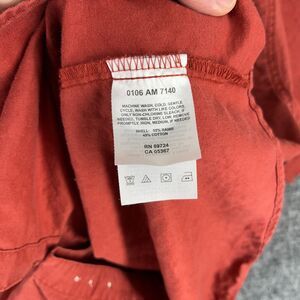 0106 AM 7140
MACHINE WASH, COLD, GENTLE
CYCLE, WASH WITH LIKE COLORS,
ONLY NON-CHLORINE BLEACH, IF
NEEDED, TUMBLE DRY, LOW, REMOVE
PROMPTLY, HIGH, MEDIUM, IF NEEDED
SHELL: 55% RAMIE
45% COTTON
RN 69724
CA 05367